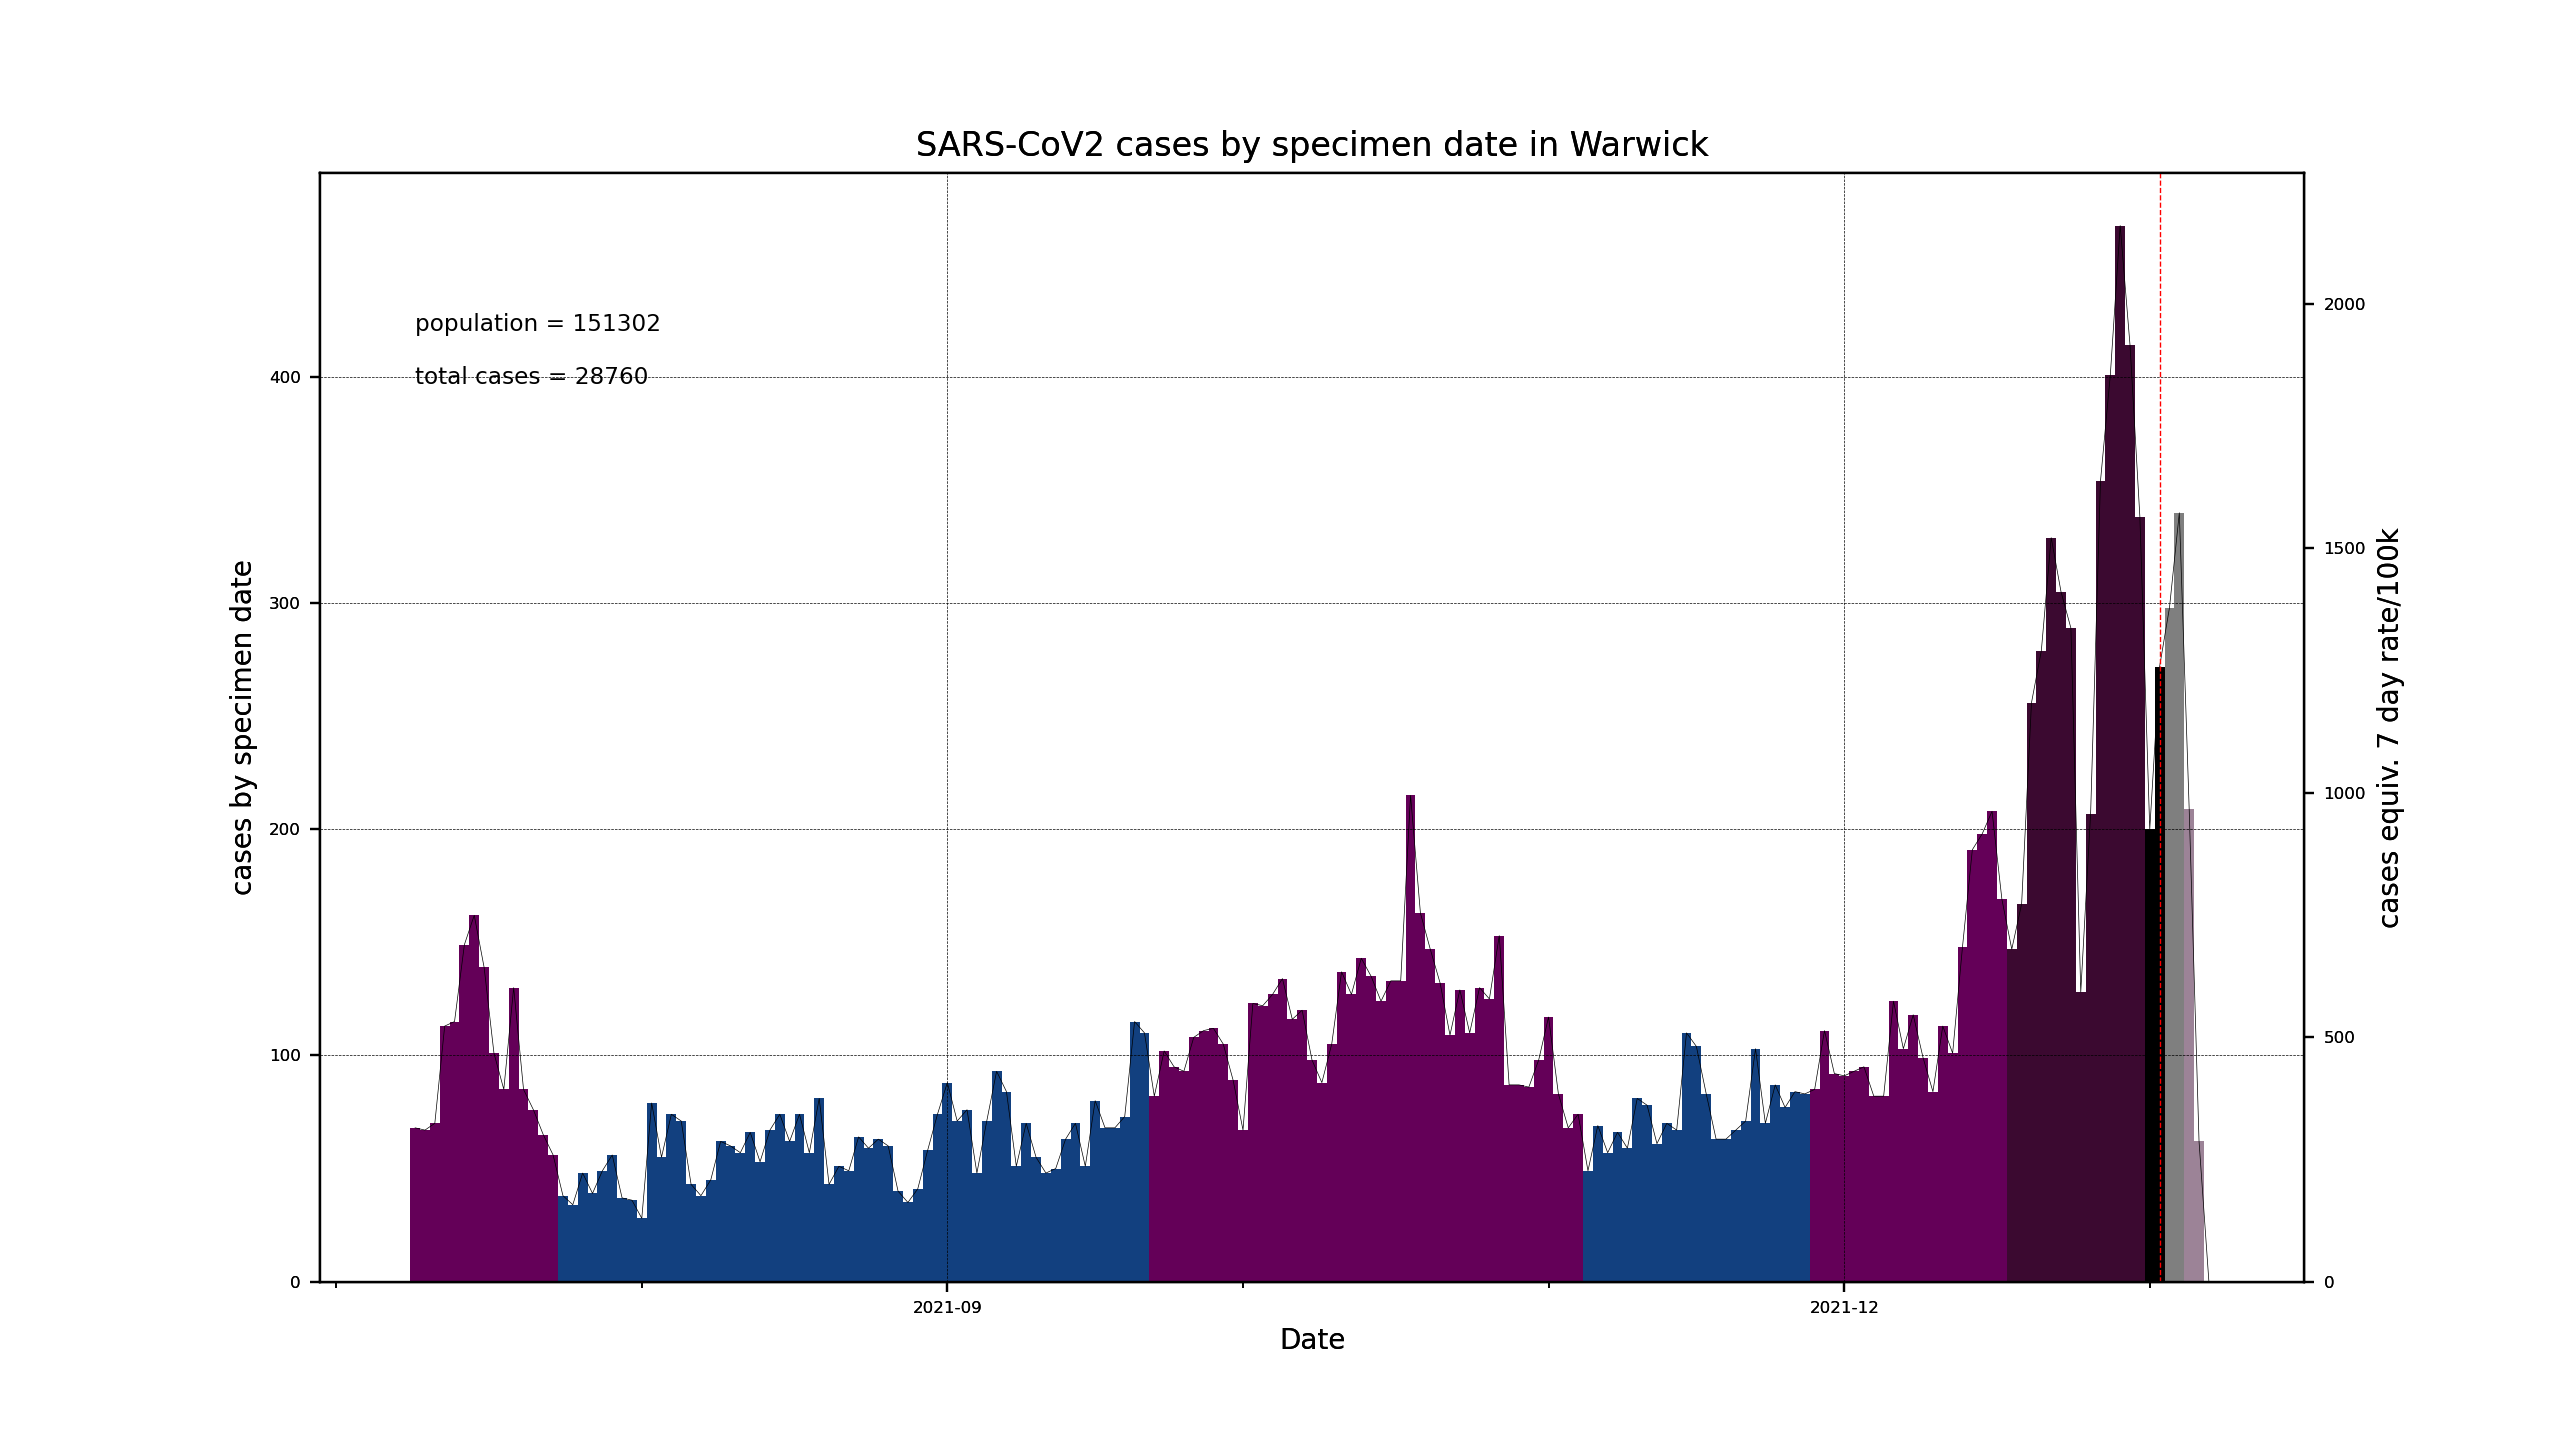 SARS-CoV2 cases by specimen date in Warwick
population = 151302
total cases = 28760
cases by specimen date
400
300
200
100
0
2000
1500
1000
500
0
cases equiv. 7 day rate/100k
2021-09
2021-12
Date